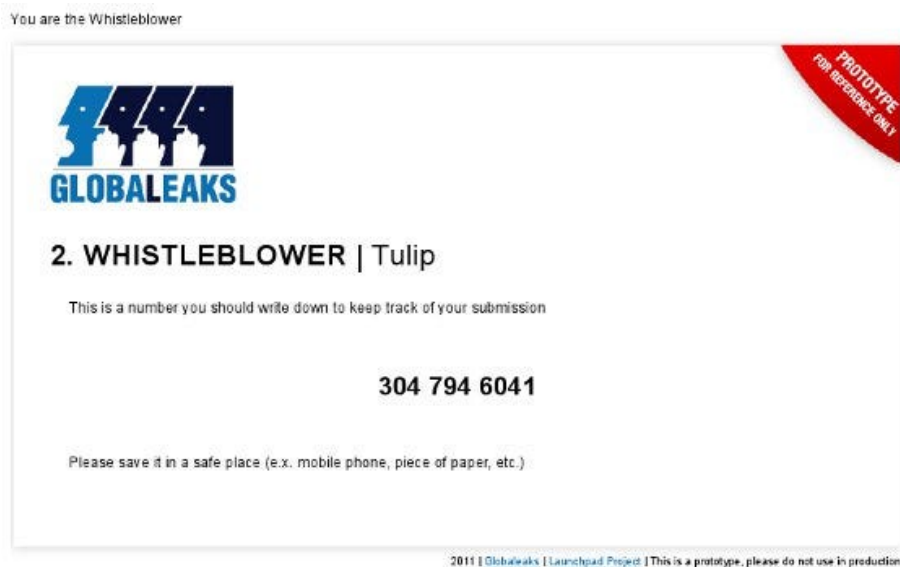 You are the Whistleblower
PROTOTYPE
FOR REFERENCE ONLY
GLOBALEAKS
2. WHISTLEBLOWER | Tulip
This is a number you should write down to keep track of your submission
304 794 6041
Please save it in a safe place (e.x. mobile phone, piece of paper, etc.)
2011 | Globaleaks | Launchpad Project | This is a prototype, please do not use in production